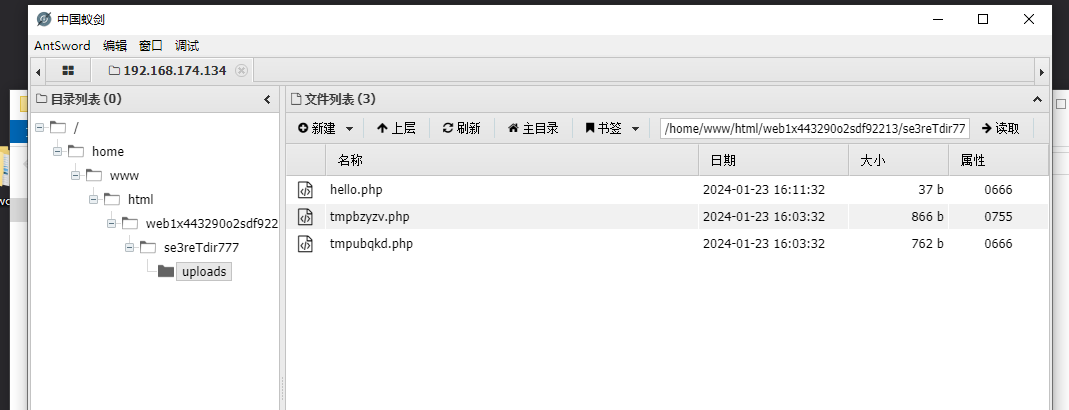 中国蚁剑
AntSword 编辑 窗口 调试
192.168.174.134
目录列表 (0)
文件列表 (3)
新建 上层 刷新 主目录 书签 /home/www/html/web1x443290o2sdf92213/se3reTdir77 读取
名称 日期 大小 属性
/
home
www
html
web1x443290o2sdf922
se3reTdir777
uploads
hello.php 2024-01-23 16:11:32 37 b 0666
tmpbzyzv.php 2024-01-23 16:03:32 866 b 0755
tmpubqkd.php 2024-01-23 16:03:32 762 b 0666